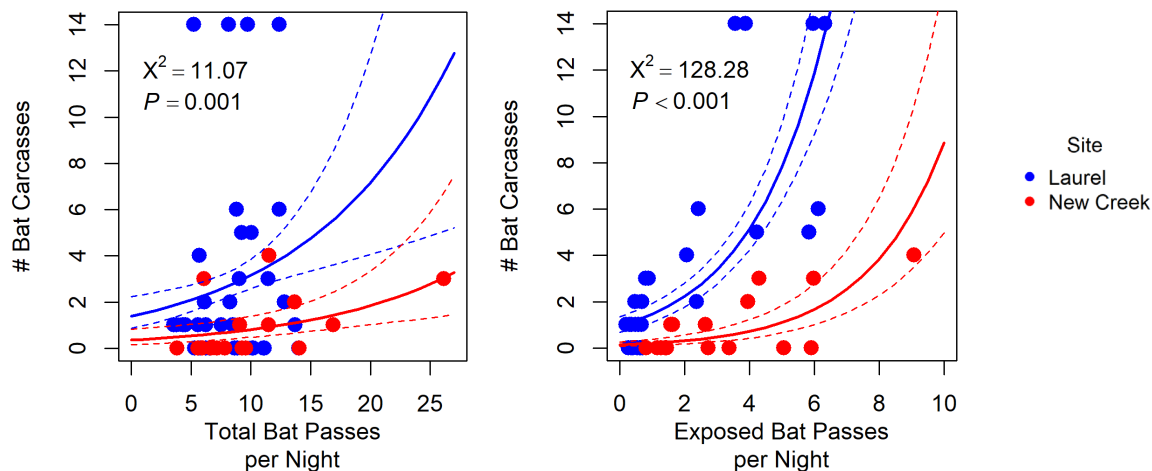 # Bat Carcasses
14
12
10
8
6
4
2
0
X² = 11.07
P = 0.001
0 5 10 15 20 25
Total Bat Passes
per Night
# Bat Carcasses
14
12
10
8
6
4
2
0
X² = 128.28
P < 0.001
0 2 4 6 8 10
Exposed Bat Passes
per Night
Site
Laurel
New Creek